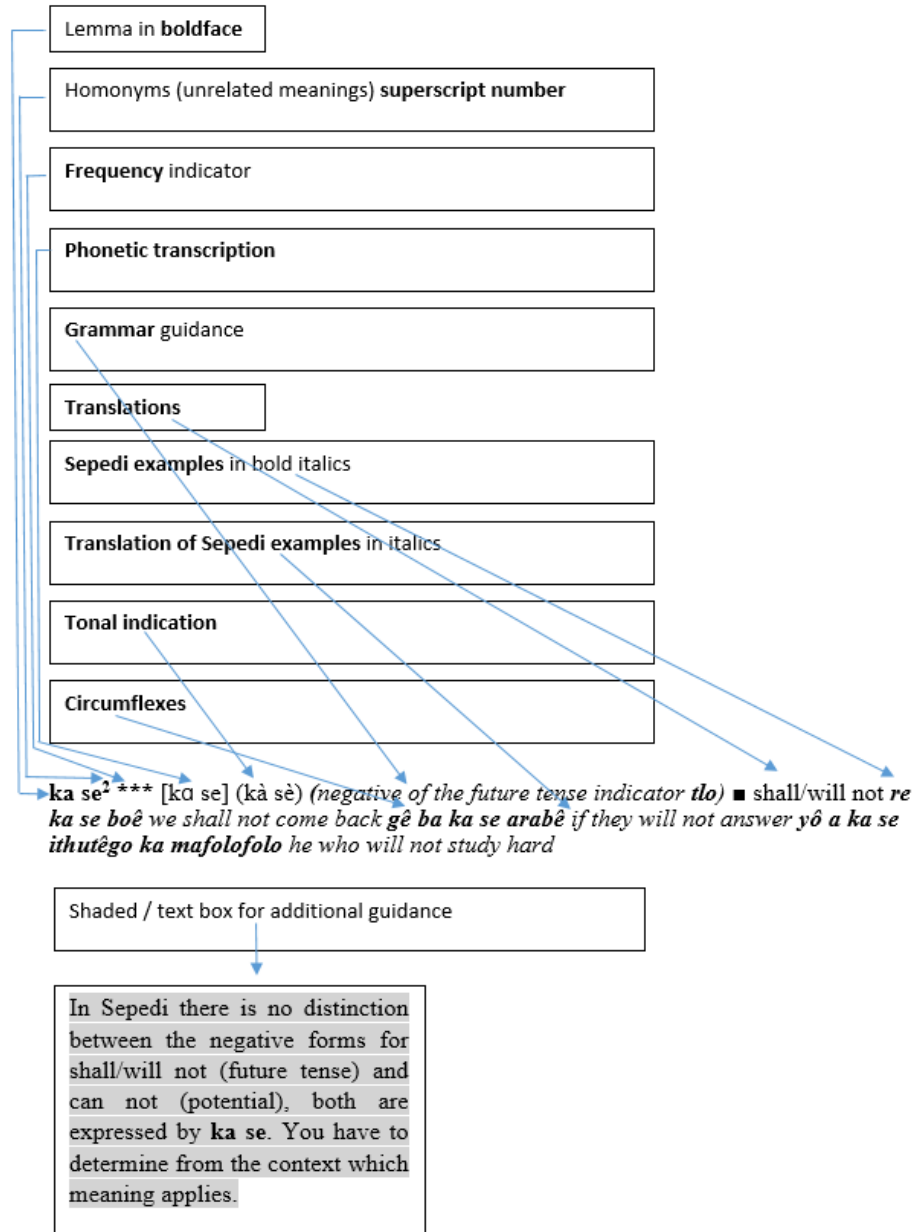 Lemma in boldface
Homonyms (unrelated meanings) superscript number
Frequency indicator
Phonetic transcription
Grammar guidance
Translations
Sepedi examples in bold italics
Translation of Sepedi examples in italics
Tonal indication
Circumflexes
ka se² *** [kɑ se] (kà sè) (negative of the future tense indicator tlo) ■ shall/will not re
ka se boê we shall not come back gê ba ka se arabê if they will not answer yô a ka se
ithutêgo ka mafolofolo he who will not study hard
Shaded / text box for additional guidance
In Sepedi there is no distinction
between the negative forms for
shall/will not (future tense) and
can not (potential), both are
expressed by ka se. You have to
determine from the context which
meaning applies.